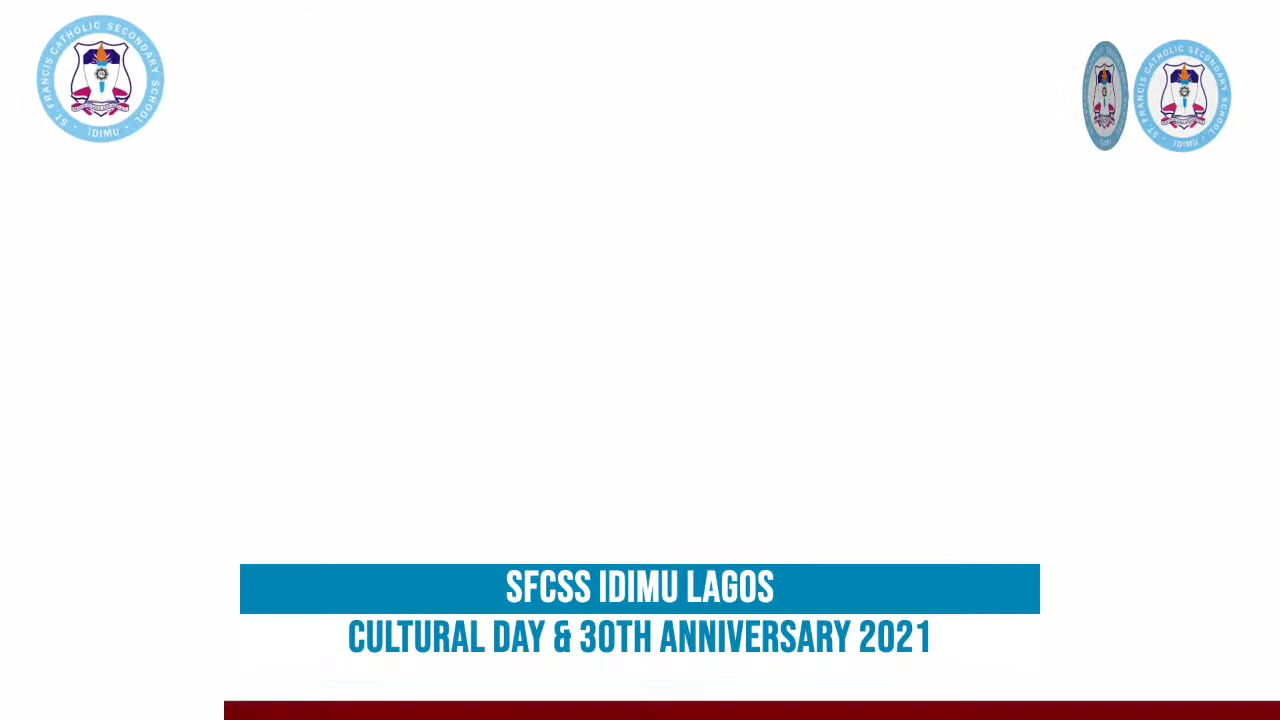 ST. FRANCIS CATHOLIC SECONDARY SCHOOL
IDIMU
ST. FRANCIS CATHOLIC SECONDARY SCHOOL
IDIMU
SFCSS IDIMU LAGOS
CULTURAL DAY & 30TH ANNIVERSARY 2021